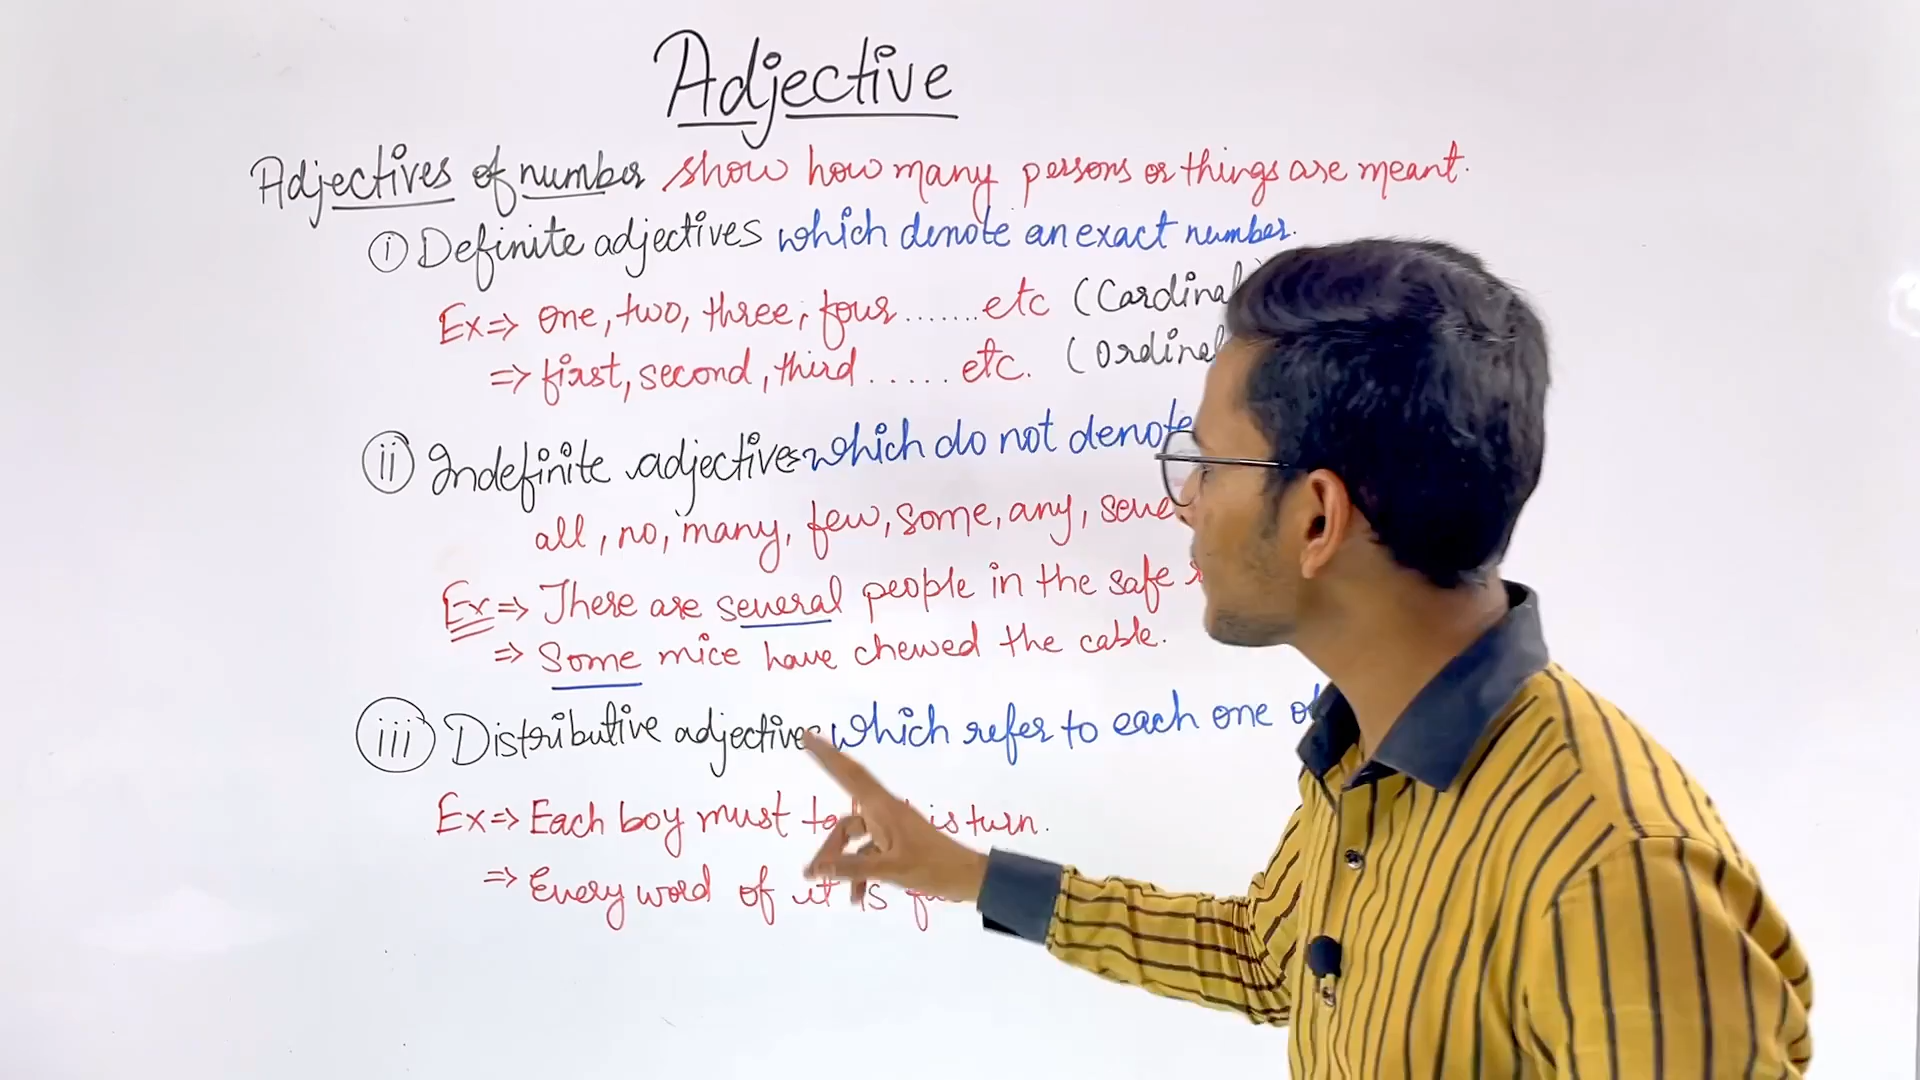 Adjective
Adjectives of number show how many persons or things are meant.
(i) Definite adjectives which denote an exact number.
Ex => one, two, three, four .......etc (Cardinal)
=> first, second, third ...... etc. (Ordinal
(ii) Indefinite adjectives which do not denote
all, no, many, few, some, any,
Ex => There are several people in the safe
=> Some mice have chewed the cable.
(iii) Distributive adjectives which refer to each one
Ex => Each boy must turn.
=> Every word of it is